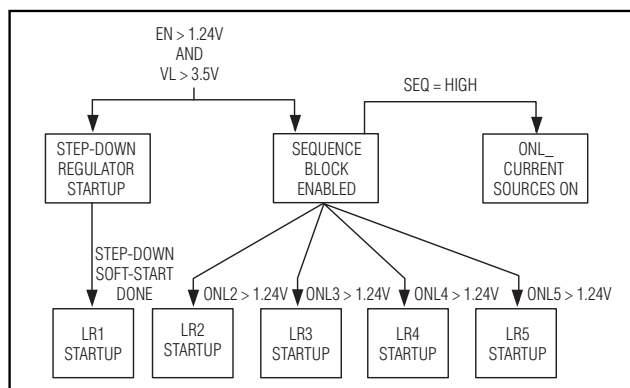 EN > 1.24V
AND
VL > 3.5V
SEQ = HIGH
STEP-DOWN
REGULATOR
STARTUP
SEQUENCE
BLOCK
ENABLED
ONL_
CURRENT
SOURCES ON
STEP-DOWN
SOFT-START
DONE
ONL2 > 1.24V
ONL3 > 1.24V
ONL4 > 1.24V
ONL5 > 1.24V
LR1
STARTUP
LR2
STARTUP
LR3
STARTUP
LR4
STARTUP
LR5
STARTUP